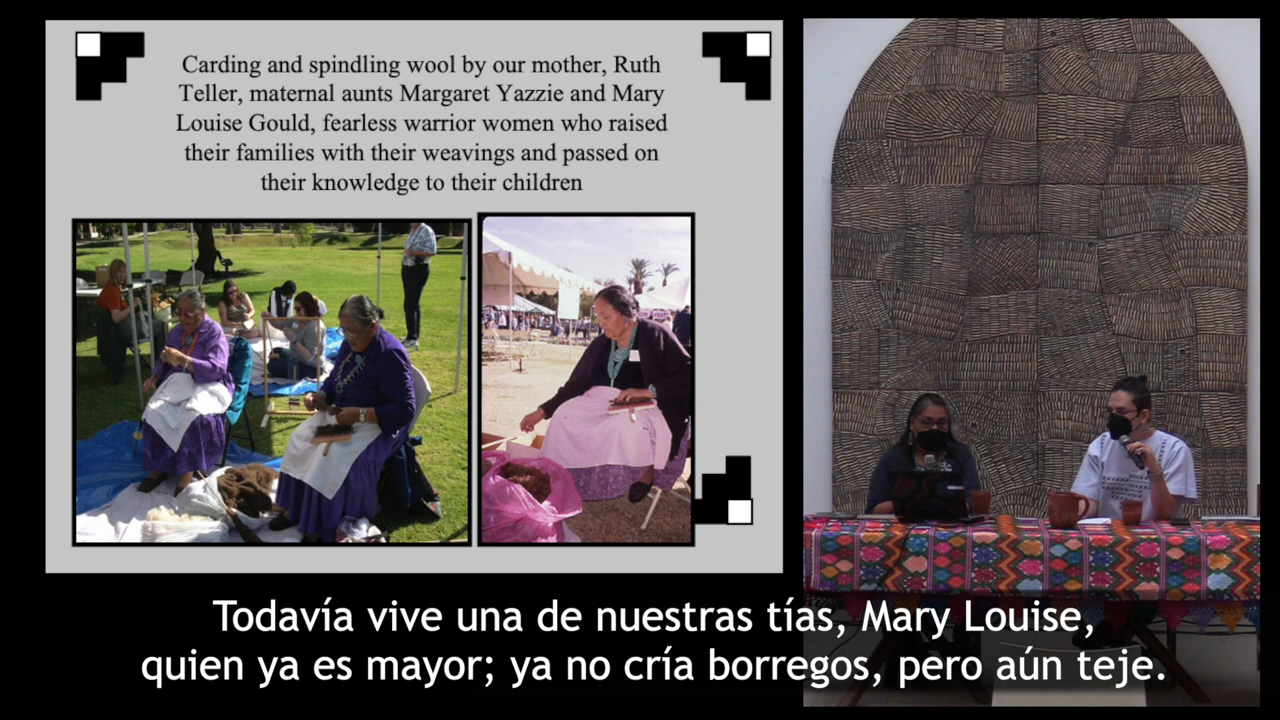 Carding and spindling wool by our mother, Ruth
Teller, maternal aunts Margaret Yazzie and Mary
Louise Gould, fearless warrior women who raised
their families with their weavings and passed on
their knowledge to their children
Todavía vive una de nuestras tías, Mary Louise,
quien ya es mayor; ya no cría borregos, pero aún teje.